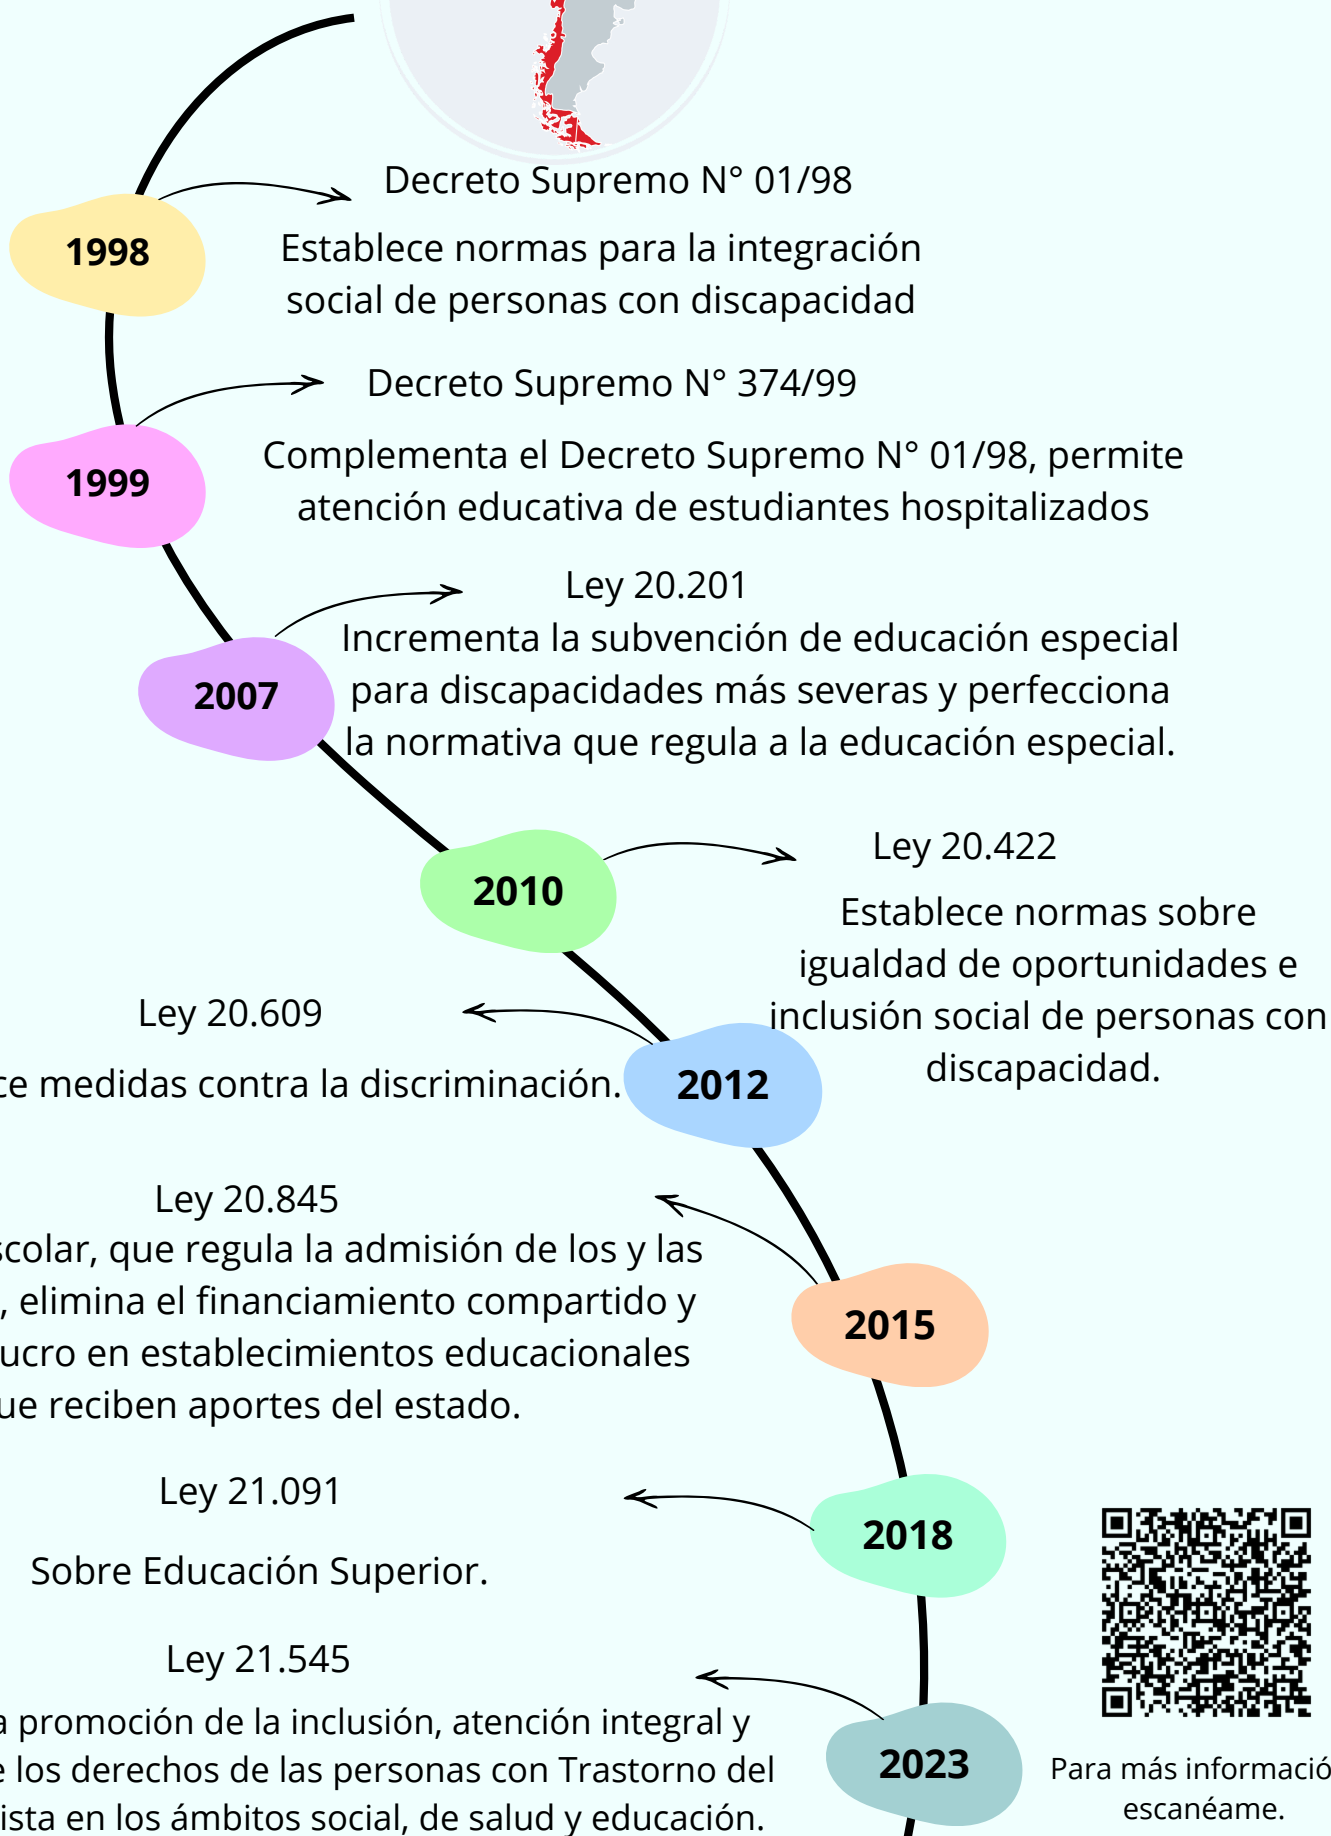 Decreto Supremo N° 01/98
1998
Establece normas para la integración
social de personas con discapacidad
Decreto Supremo N° 374/99
1999
Complementa el Decreto Supremo N° 01/98, permite
atención educativa de estudiantes hospitalizados
Ley 20.201
2007
Incrementa la subvención de educación especial
para discapacidades más severas y perfecciona
la normativa que regula a la educación especial.
2010
Ley 20.422
Establece normas sobre
igualdad de oportunidades e
inclusión social de personas con
discapacidad.
Ley 20.609
2012
medidas contra la discriminación.
Ley 20.845
2015
que regula la admisión de los y las
, elimina el financiamiento compartido y
en establecimientos educacionales
reciben aportes del estado.
Ley 21.091
2018
Sobre Educación Superior.
Ley 21.545
2023
promoción de la inclusión, atención integral y
los derechos de las personas con Trastorno del
en los ámbitos social, de salud y educación.
Para más informació
escanéame.